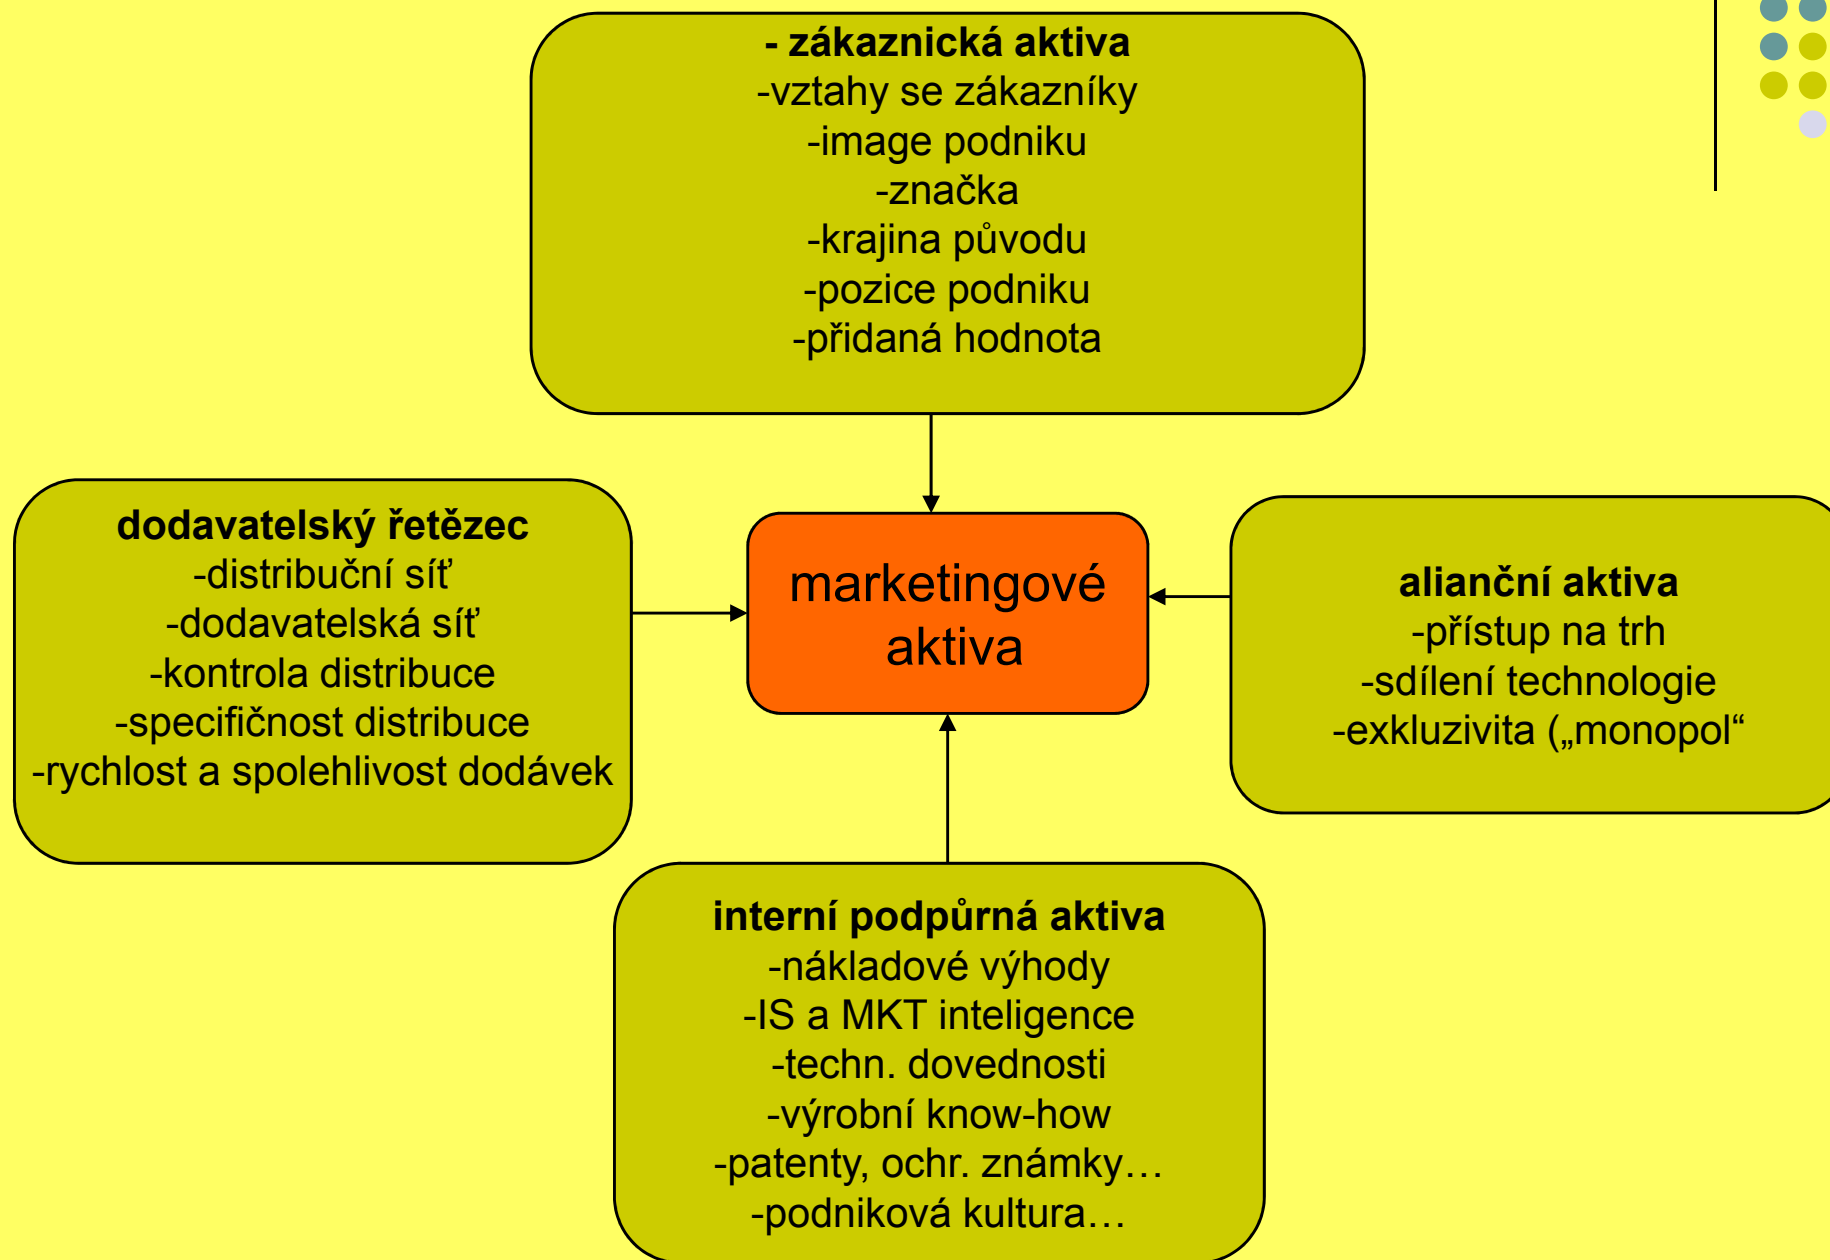 - zákaznická aktiva
-vztahy se zákazníky
-image podniku
-značka
-krajina původu
-pozice podniku
-přidaná hodnota
dodavatelský řetězec
-distribuční síť
-dodavatelská síť
-kontrola distribuce
-specifičnost distribuce
-rychlost a spolehlivost dodávek
marketingové
aktiva
alianční aktiva
-přístup na trh
-sdílení technologie
-exkluzivita („monopol“
interní podpůrná aktiva
-nákladové výhody
-IS a MKT inteligence
-techn. dovednosti
-výrobní know-how
-patenty, ochr. známky…
-podniková kultura…